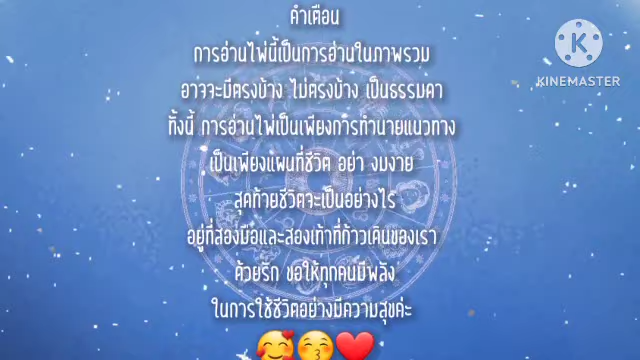 คำเตือน
การอ่านไพ่นี้เป็นการอ่านในภาพรวม
อาจจะมีตรงบ้าง ไม่ตรงบ้าง เป็นธรรมดา
ทั้งนี้ การอ่านไพ่เป็นเพียงการทำนายแนวทาง
เป็นเพียงแผนที่ชีวิต อย่า งมงาย
สุดท้ายชีวิตจะเป็นอย่างไร
อยู่ที่สองมือและสองเท้าที่ก้าวเดินของเรา
ด้วยรัก ขอให้ทุกคนมีพลัง
ในการใช้ชีวิตอย่างมีความสุขค่ะ
🥰😚❤️
K
KINEMASTER